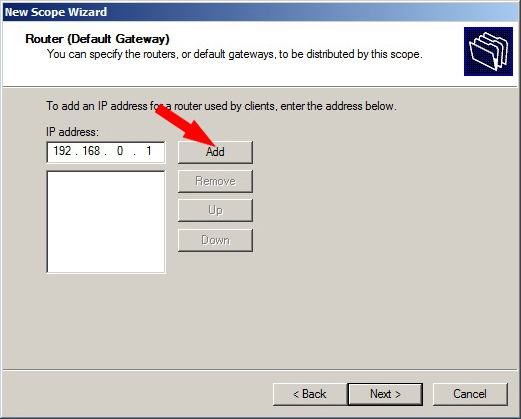 New Scope Wizard
Router (Default Gateway)
You can specify the routers, or default gateways, to be distributed by this scope.
To add an IP address for a router used by clients, enter the address below.
IP address:
192 . 168 . 0 . 1
Add
Remove
Up
Down
< Back
Next >
Cancel